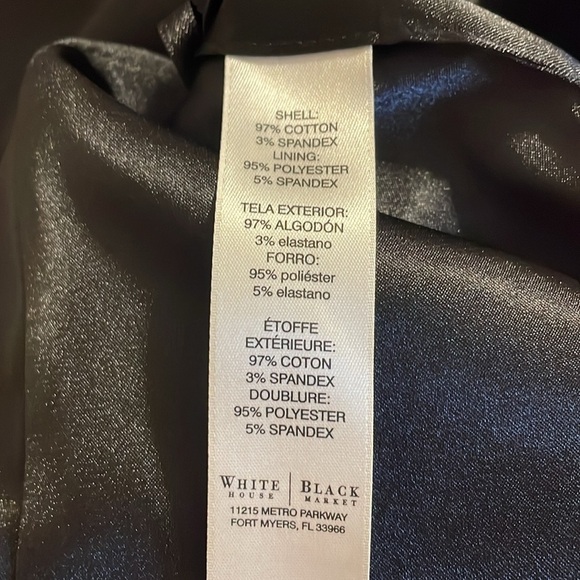 SHELL:
97% COTTON
3% SPANDEX
LINING:
95% POLYESTER
5% SPANDEX
TELA EXTERIOR:
97% ALGODÓN
3% elastano
FORRO:
95% poliéster
5% elastano
ÉTOFFE
EXTÉRIEURE:
97% COTON
3% SPANDEX
DOUBLURE:
95% POLYESTER
5% SPANDEX
WHITE | BLACK
HOUSE | MARKET
11215 METRO PARKWAY
FORT MYERS, FL 33966